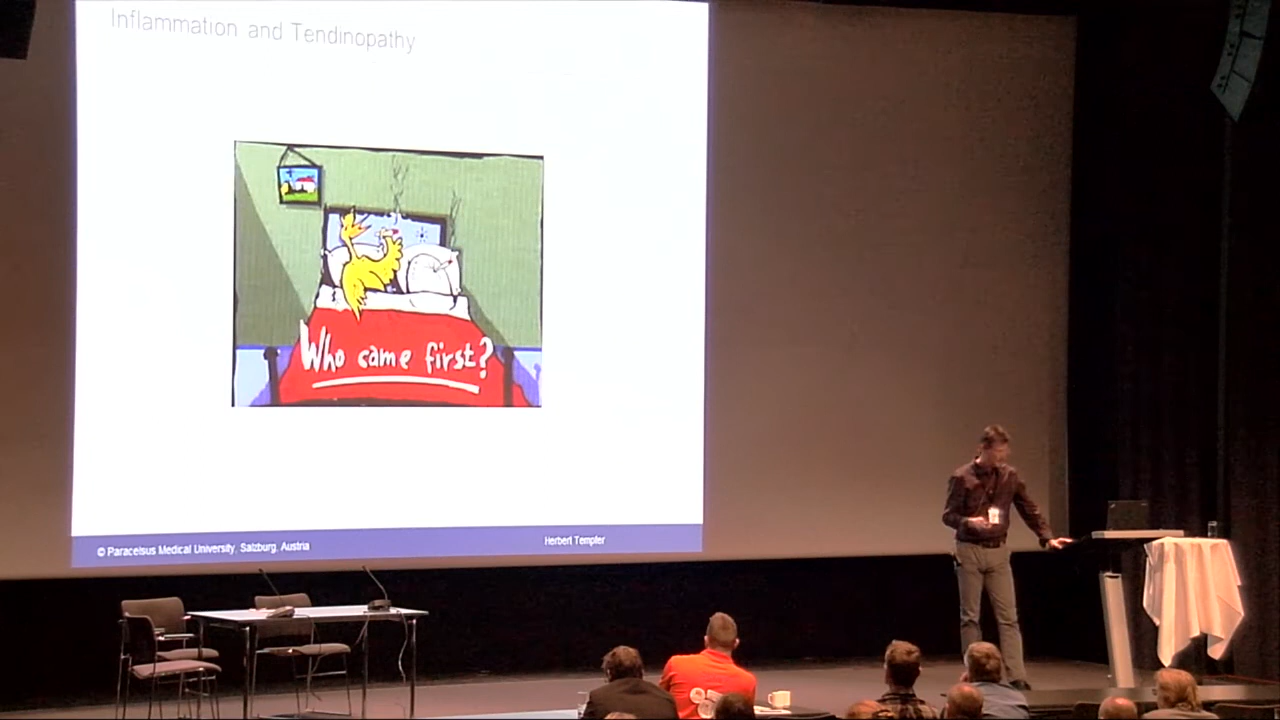 Inflammation and Tendinopathy
Who came first?
© Paracelsus Medical University, Salzburg, Austria
Herbert Tempfer